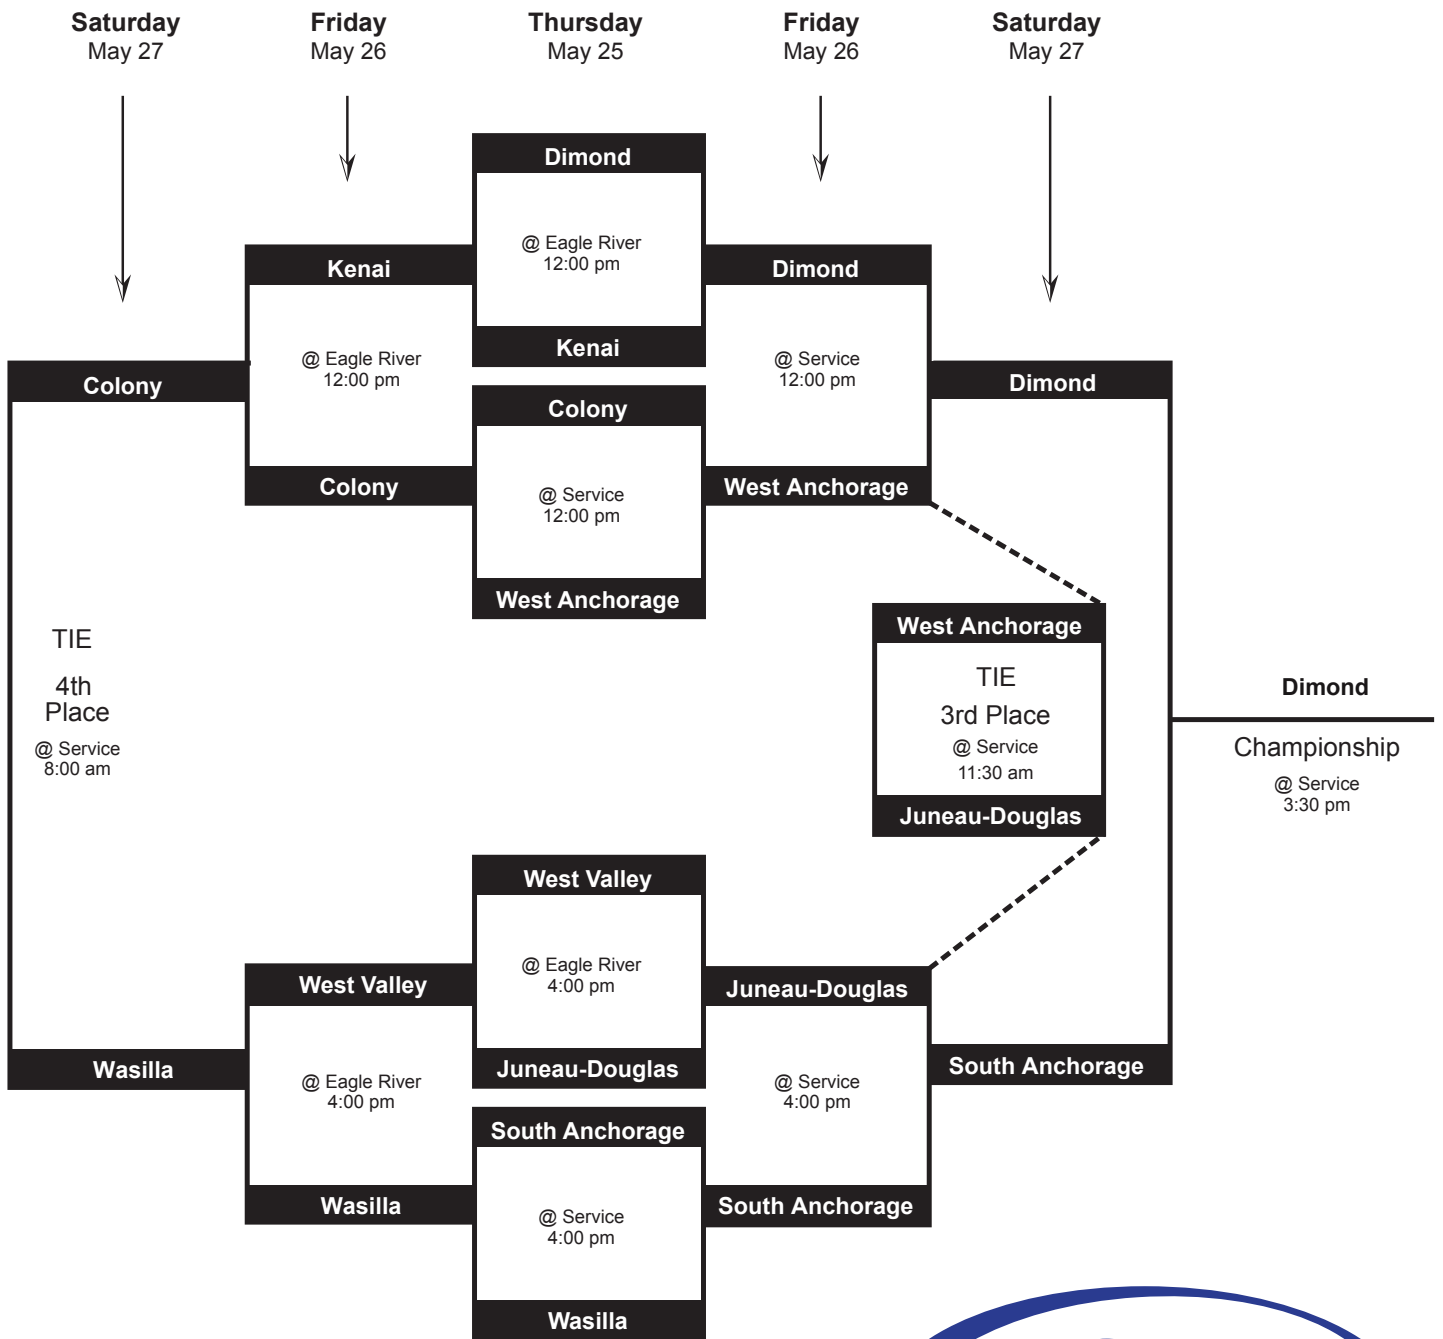 Saturday
May 27
Friday
May 26
Thursday
May 25
Friday
May 26
Saturday
May 27
Dimond
@ Eagle River
12:00 pm
Kenai
Kenai
@ Eagle River
12:00 pm
Colony
Dimond
@ Service
12:00 pm
West Anchorage
Colony
@ Service
12:00 pm
West Anchorage
Colony
TIE
4th
Place
@ Service
8:00 am
Wasilla
Dimond
West Anchorage
TIE
3rd Place
@ Service
11:30 am
Juneau-Douglas
Dimond
Championship
@ Service
3:30 pm
West Valley
@ Eagle River
4:00 pm
Juneau-Douglas
West Valley
@ Eagle River
4:00 pm
Wasilla
Juneau-Douglas
@ Service
4:00 pm
South Anchorage
South Anchorage
South Anchorage
@ Service
4:00 pm
Wasilla